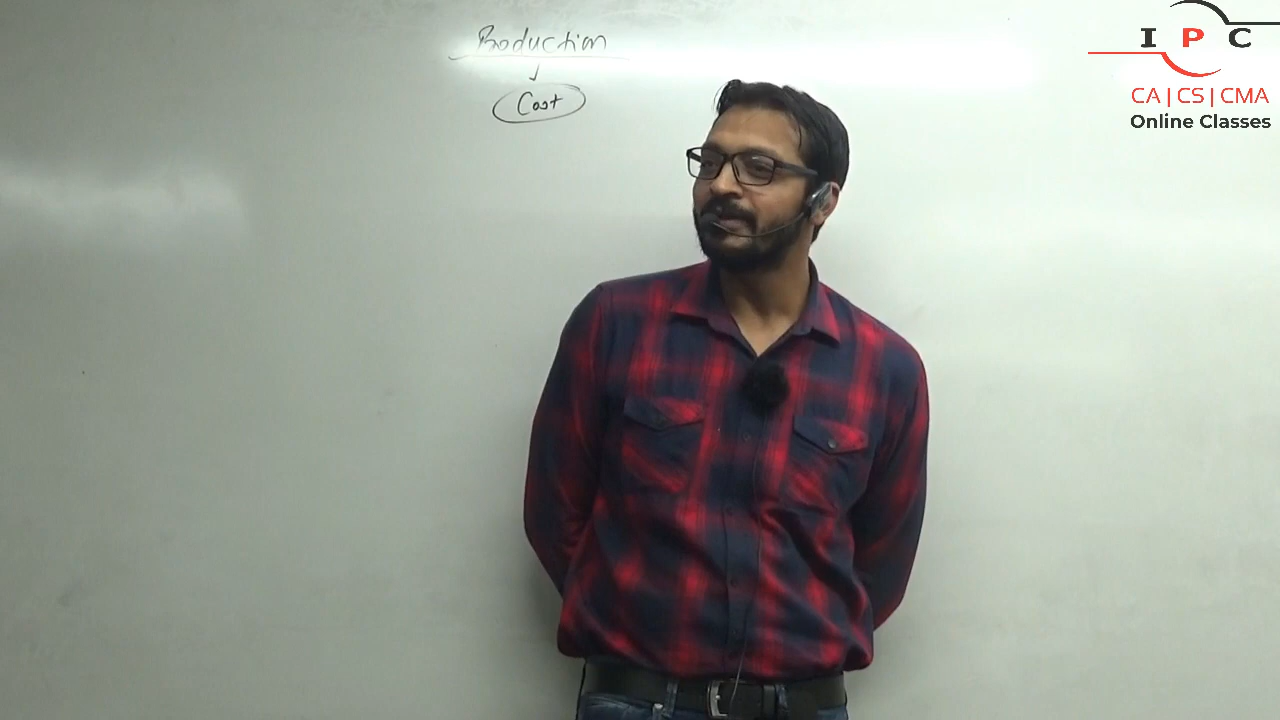 Production
Cost
I P C
CA | CS | CMA
Online Classes